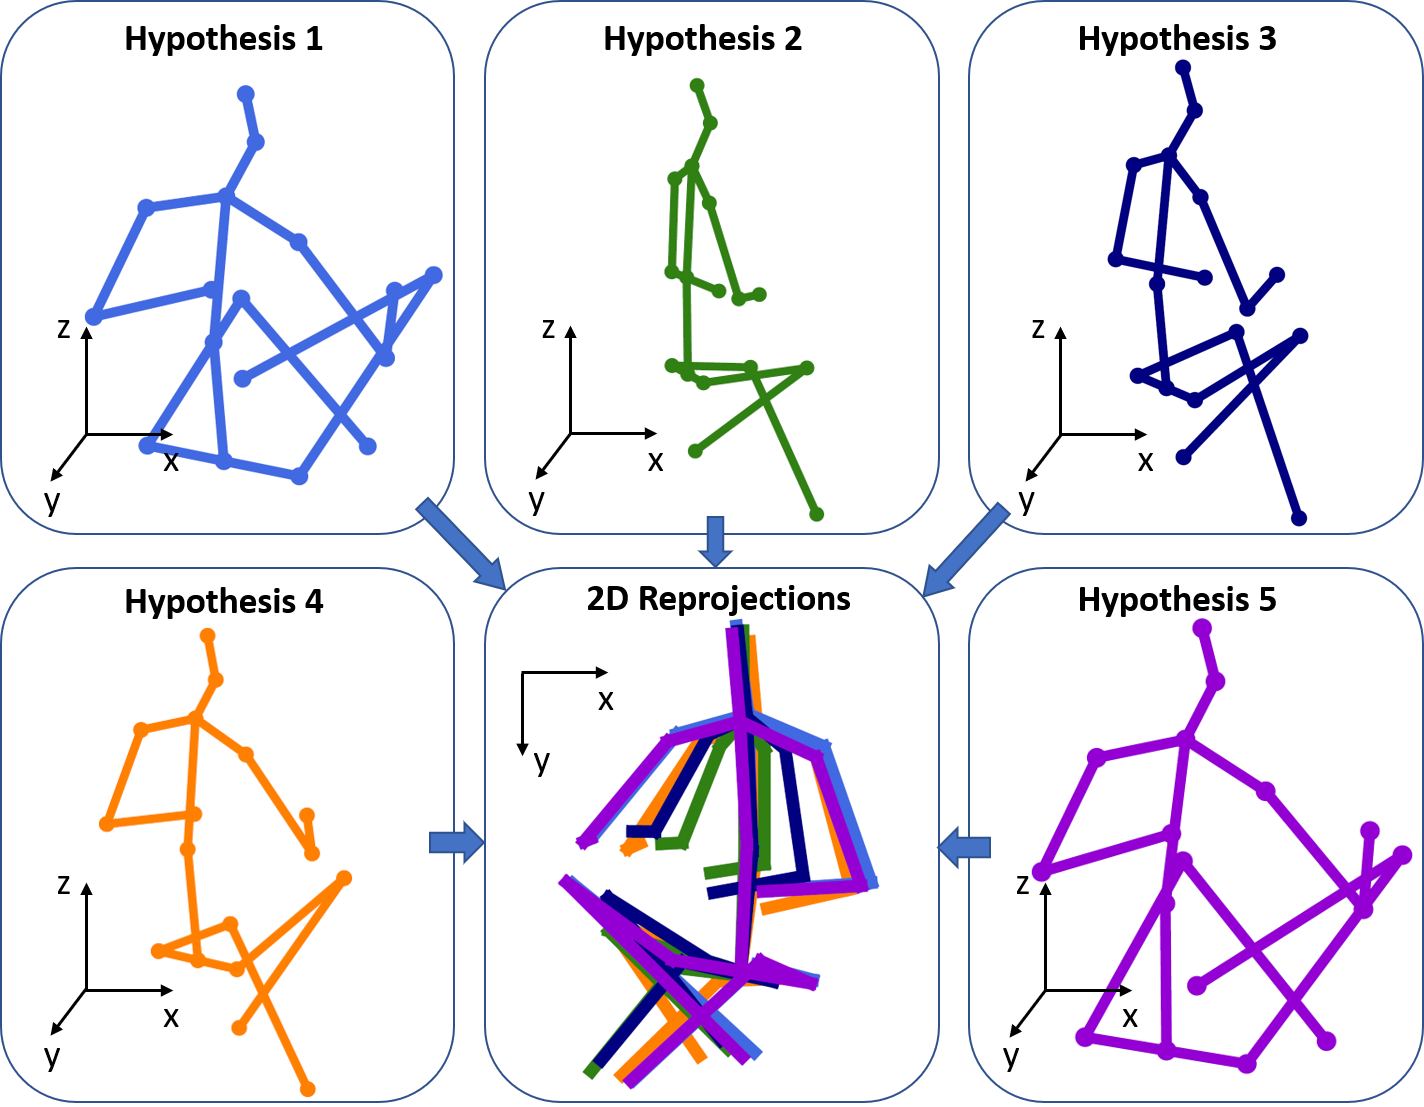 Hypothesis 1
z
x
y
Hypothesis 2
z
x
y
Hypothesis 3
z
x
y
Hypothesis 4
z
x
y
2D Reprojections
x
y
Hypothesis 5
z
x
y